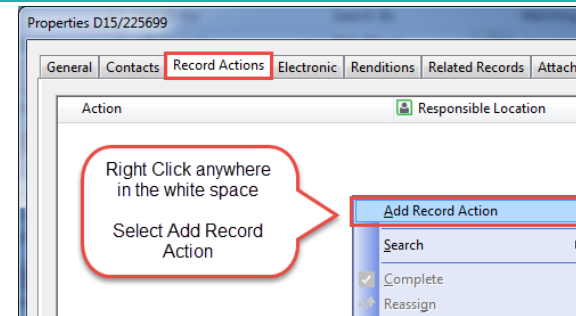 Properties D15/225699
General Contacts Record Actions Electronic Renditions Related Records Attach
Action Responsible Location
Right Click anywhere
in the white space
Select Add Record
Action
Add Record Action
Search
Complete
Reassign